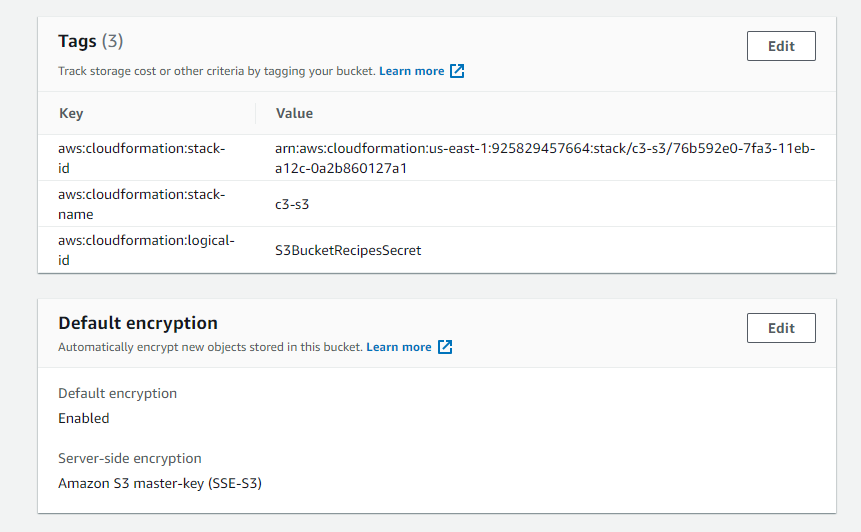 Tags (3)
Edit
Track storage cost or other criteria by tagging your bucket. Learn more
Key Value
aws:cloudformation:stack-
id
arn:aws:cloudformation:us-east-1:925829457664:stack/c3-s3/76b592e0-7fa3-11eb-
a12c-0a2b860127a1
aws:cloudformation:stack-
name
c3-s3
aws:cloudformation:logical-
id
S3BucketRecipesSecret
Default encryption
Edit
Automatically encrypt new objects stored in this bucket. Learn more
Default encryption
Enabled
Server-side encryption
Amazon S3 master-key (SSE-S3)